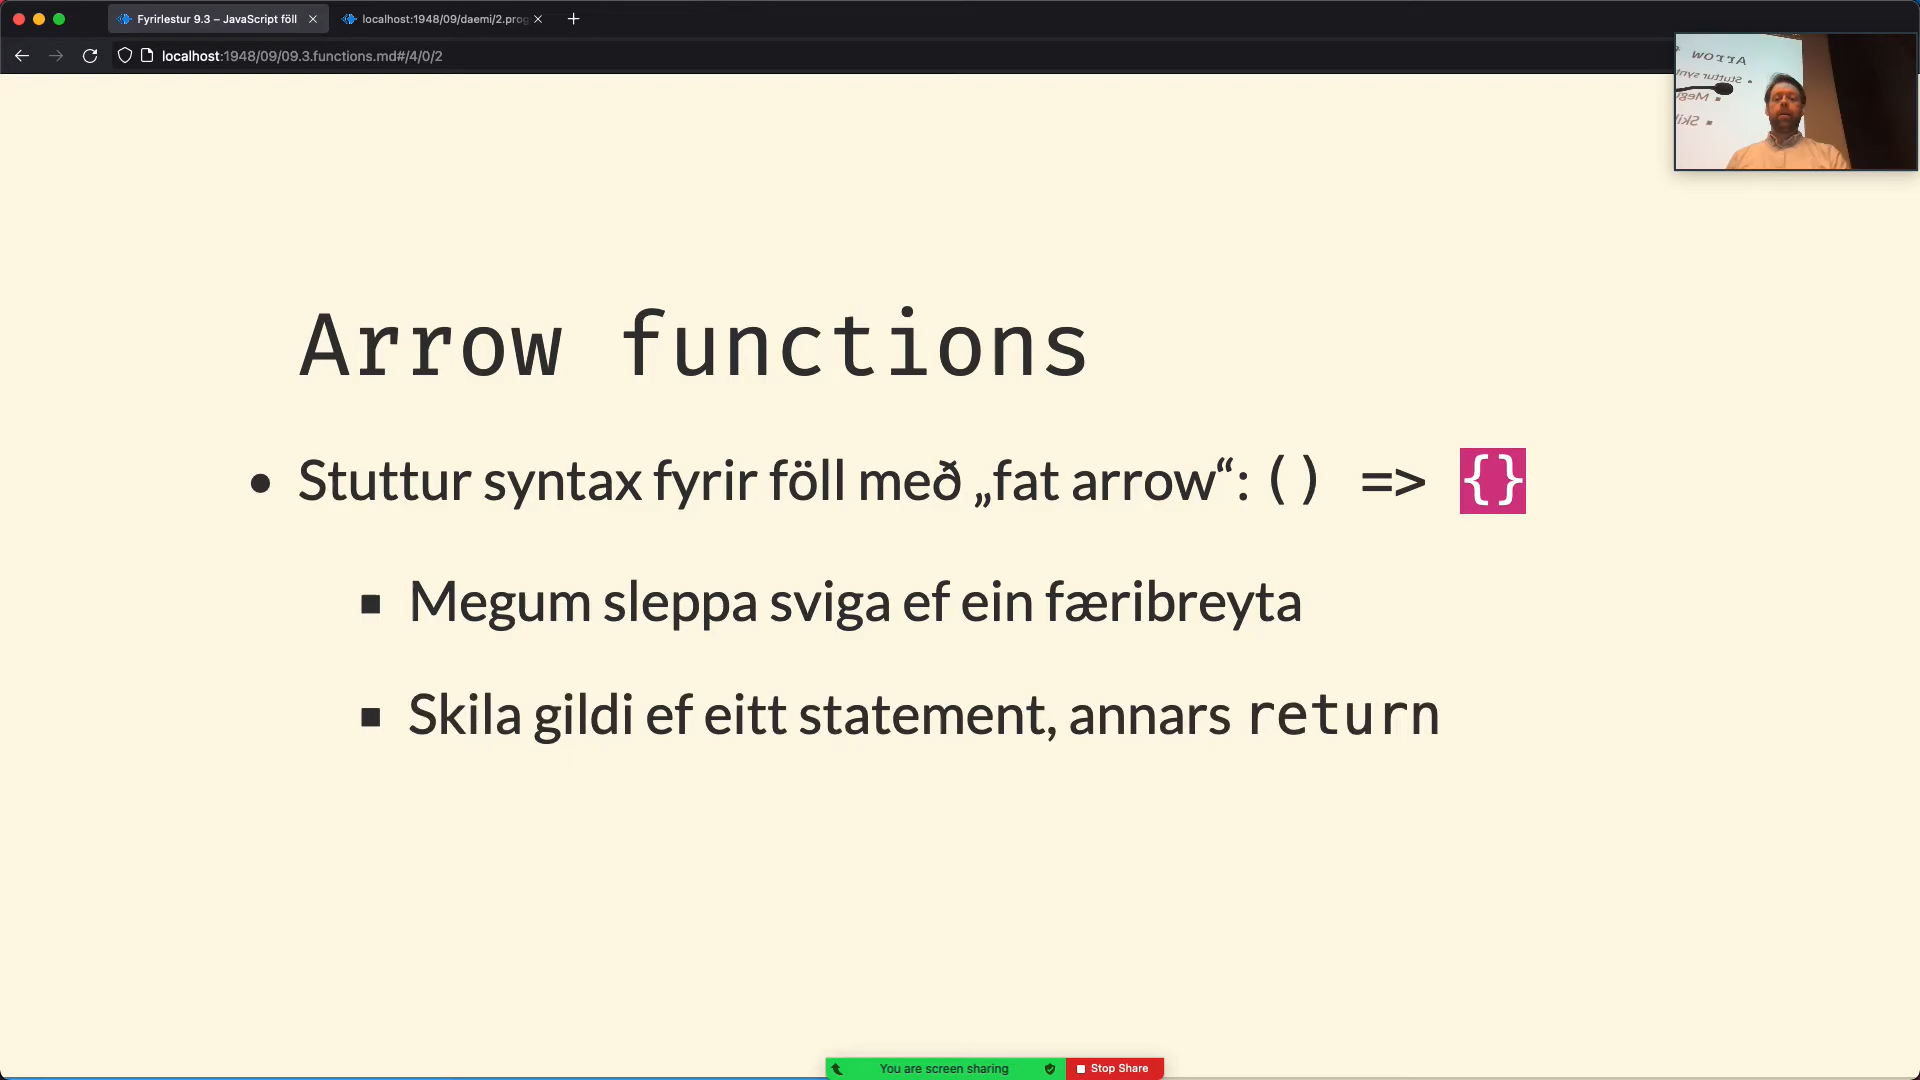 Fyrirlestur 9.3 – JavaScript föll
localhost:1948/09/daemi/2.prog
localhost:1948/09/09.3.functions.md#/4/0/2
Arrow functions
Stuttur syntax fyrir föll með „fat arrow“: () => {}
Megum sleppa sviga ef ein færibreyta
Skila gildi ef eitt statement, annars return
You are screen sharing
Stop Share